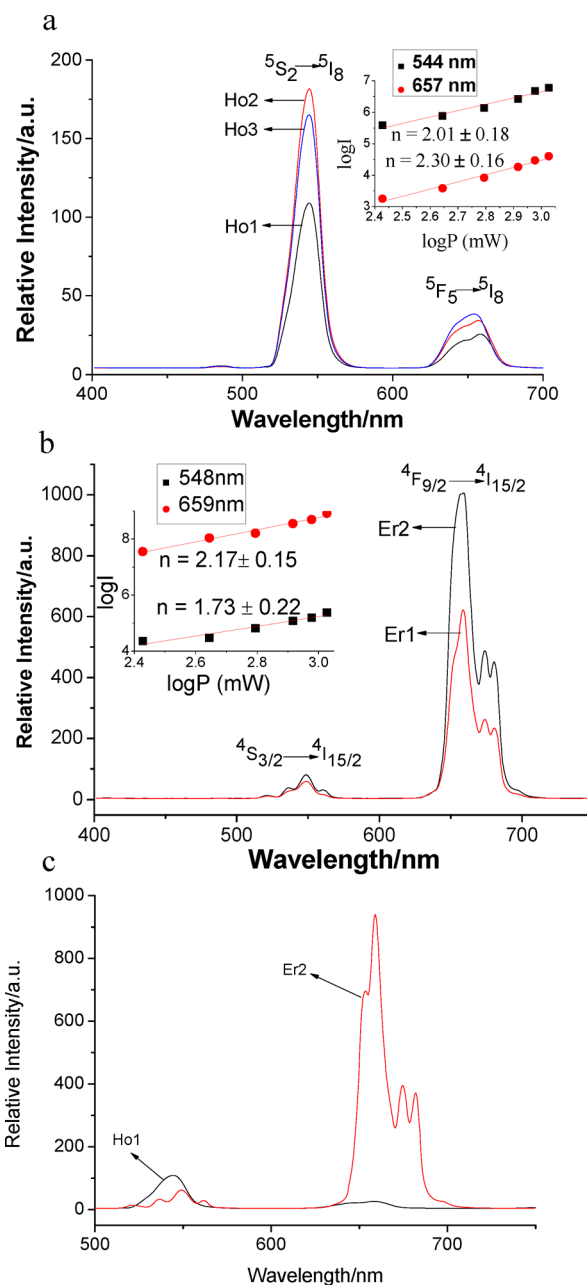 a
200
150
100
50
0
400
500
600
700
Relative Intensity/a.u.
Wavelength/nm
⁵S₂ → ⁵I₈
Ho2
Ho3
Ho1
⁵F₅ → ⁵I₈
544 nm
657 nm
7
6
5
4
3
logI
n = 2.01 ± 0.18
n = 2.30 ± 0.16
2.4 2.5 2.6 2.7 2.8 2.9 3.0
logP (mW)
b
1000
800
600
400
200
0
400
500
600
700
Relative Intensity/a.u.
Wavelength/nm
548nm
659nm
8
6
4
logI
n = 2.17± 0.15
n = 1.73 ± 0.22
2.4 2.6 2.8 3.0
logP (mW)
⁴F₉/₂ → ⁴I₁₅/₂
Er2
Er1
⁴S₃/₂ → ⁴I₁₅/₂
c
1000
800
600
400
200
0
500
600
700
Relative Intensity/a.u.
Wavelength/nm
Er2
Ho1